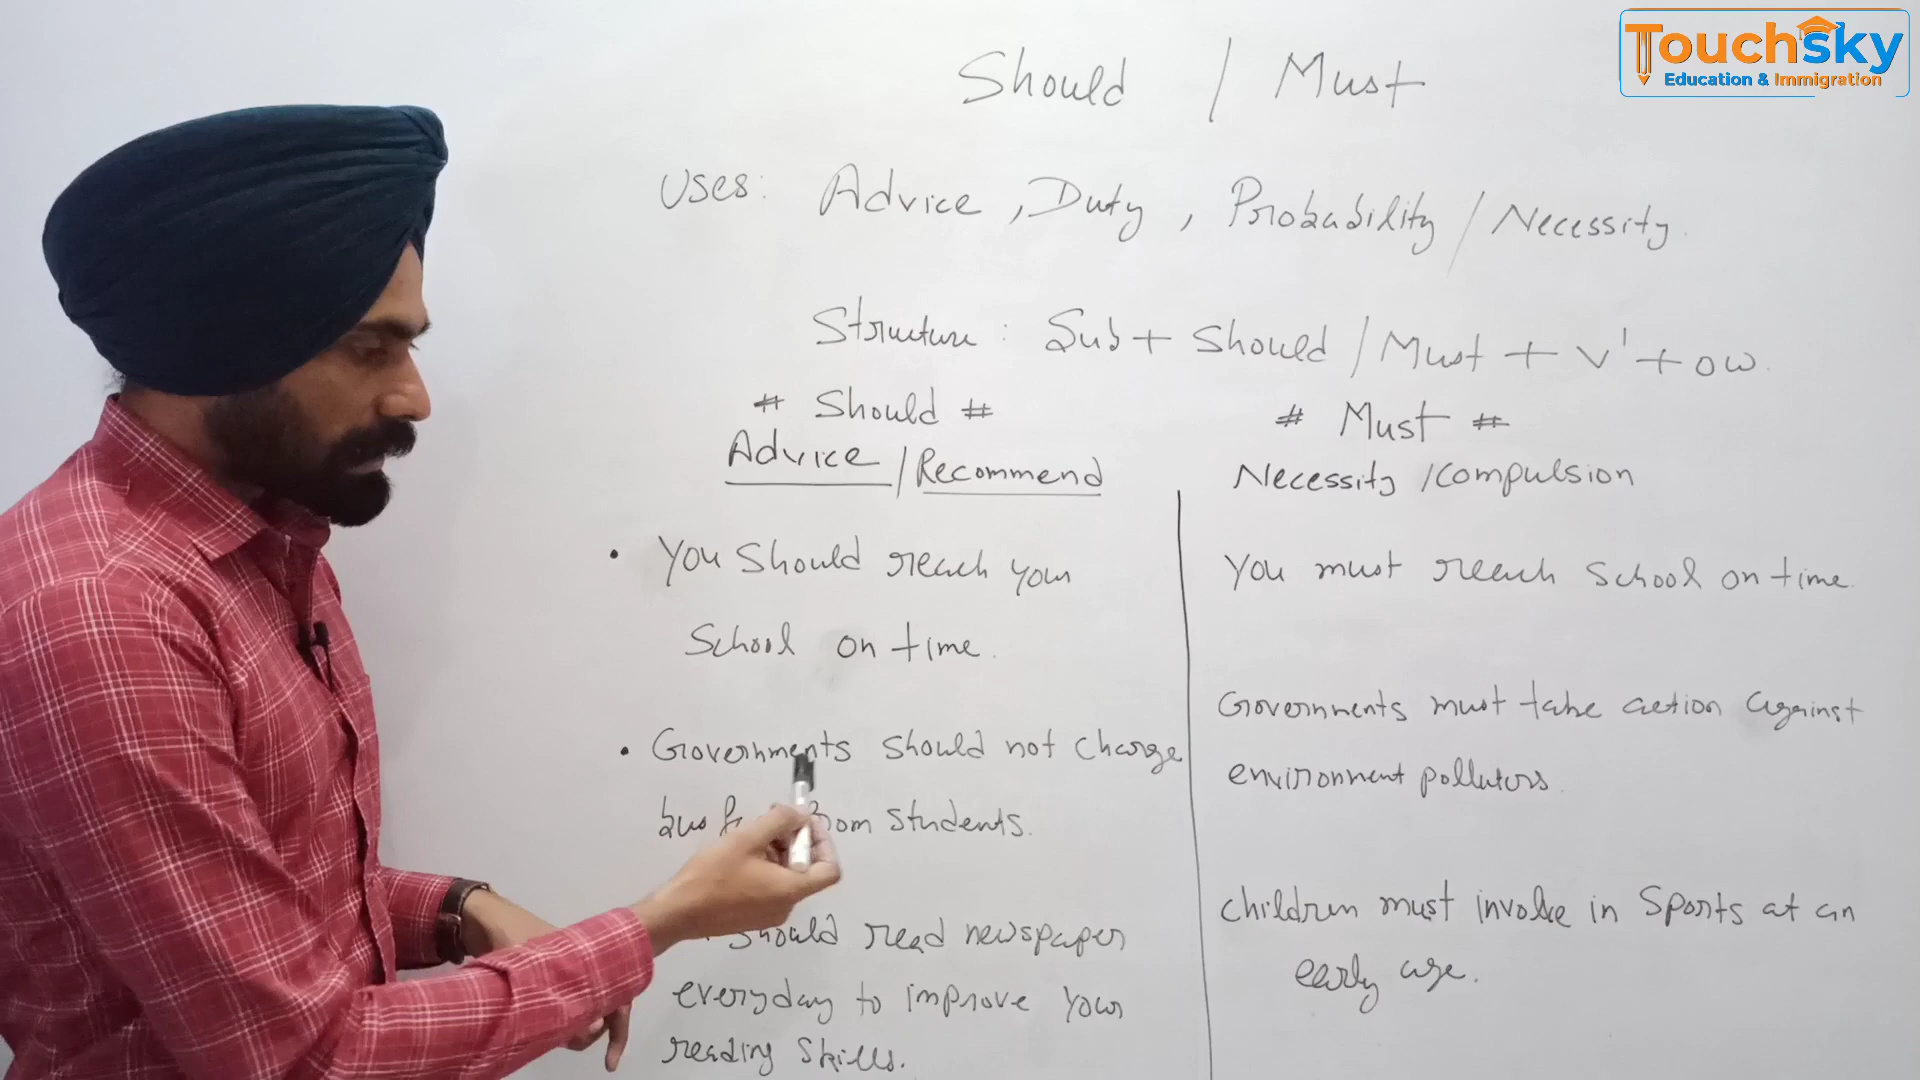 Touchsky
Education & Immigration
Should / Must
Uses: Advice, Duty, Probability / Necessity.
Structure: Sub + Should / Must + V¹ + ow.
# Should #
Advice / Recommend
• You should reach your
School on time.
• Governments should not charge
bus from students.
should read newspaper
everyday to improve your
reading skills.
# Must #
Necessity / Compulsion
You must reach School on time.
Governments must take action against
environment pollutors.
Children must involve in Sports at an
early age.